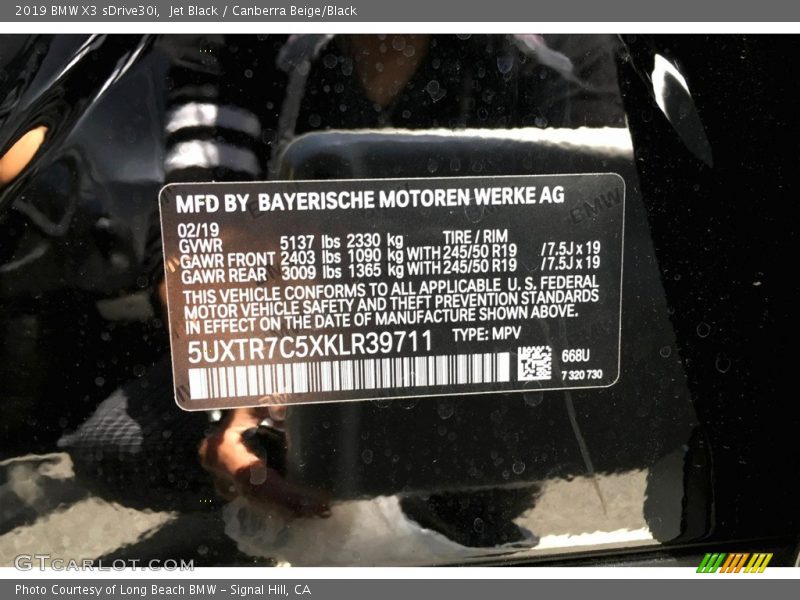 2019 BMW X3 sDrive30i, Jet Black / Canberra Beige/Black
MFD BY BAYERISCHE MOTOREN WERKE AG
02/19
GVWR 5137 lbs 2330 kg TIRE / RIM
GAWR FRONT 2403 lbs 1090 kg WITH 245/50 R19 /7.5J x 19
GAWR REAR 3009 lbs 1365 kg WITH 245/50 R19 /7.5J x 19
THIS VEHICLE CONFORMS TO ALL APPLICABLE U. S. FEDERAL
MOTOR VEHICLE SAFETY AND THEFT PREVENTION STANDARDS
IN EFFECT ON THE DATE OF MANUFACTURE SHOWN ABOVE.
5UXTR7C5XKLR39711 TYPE: MPV
668U
7 320 730
BMW
GTCARLOT.COM
Photo Courtesy of Long Beach BMW - Signal Hill, CA